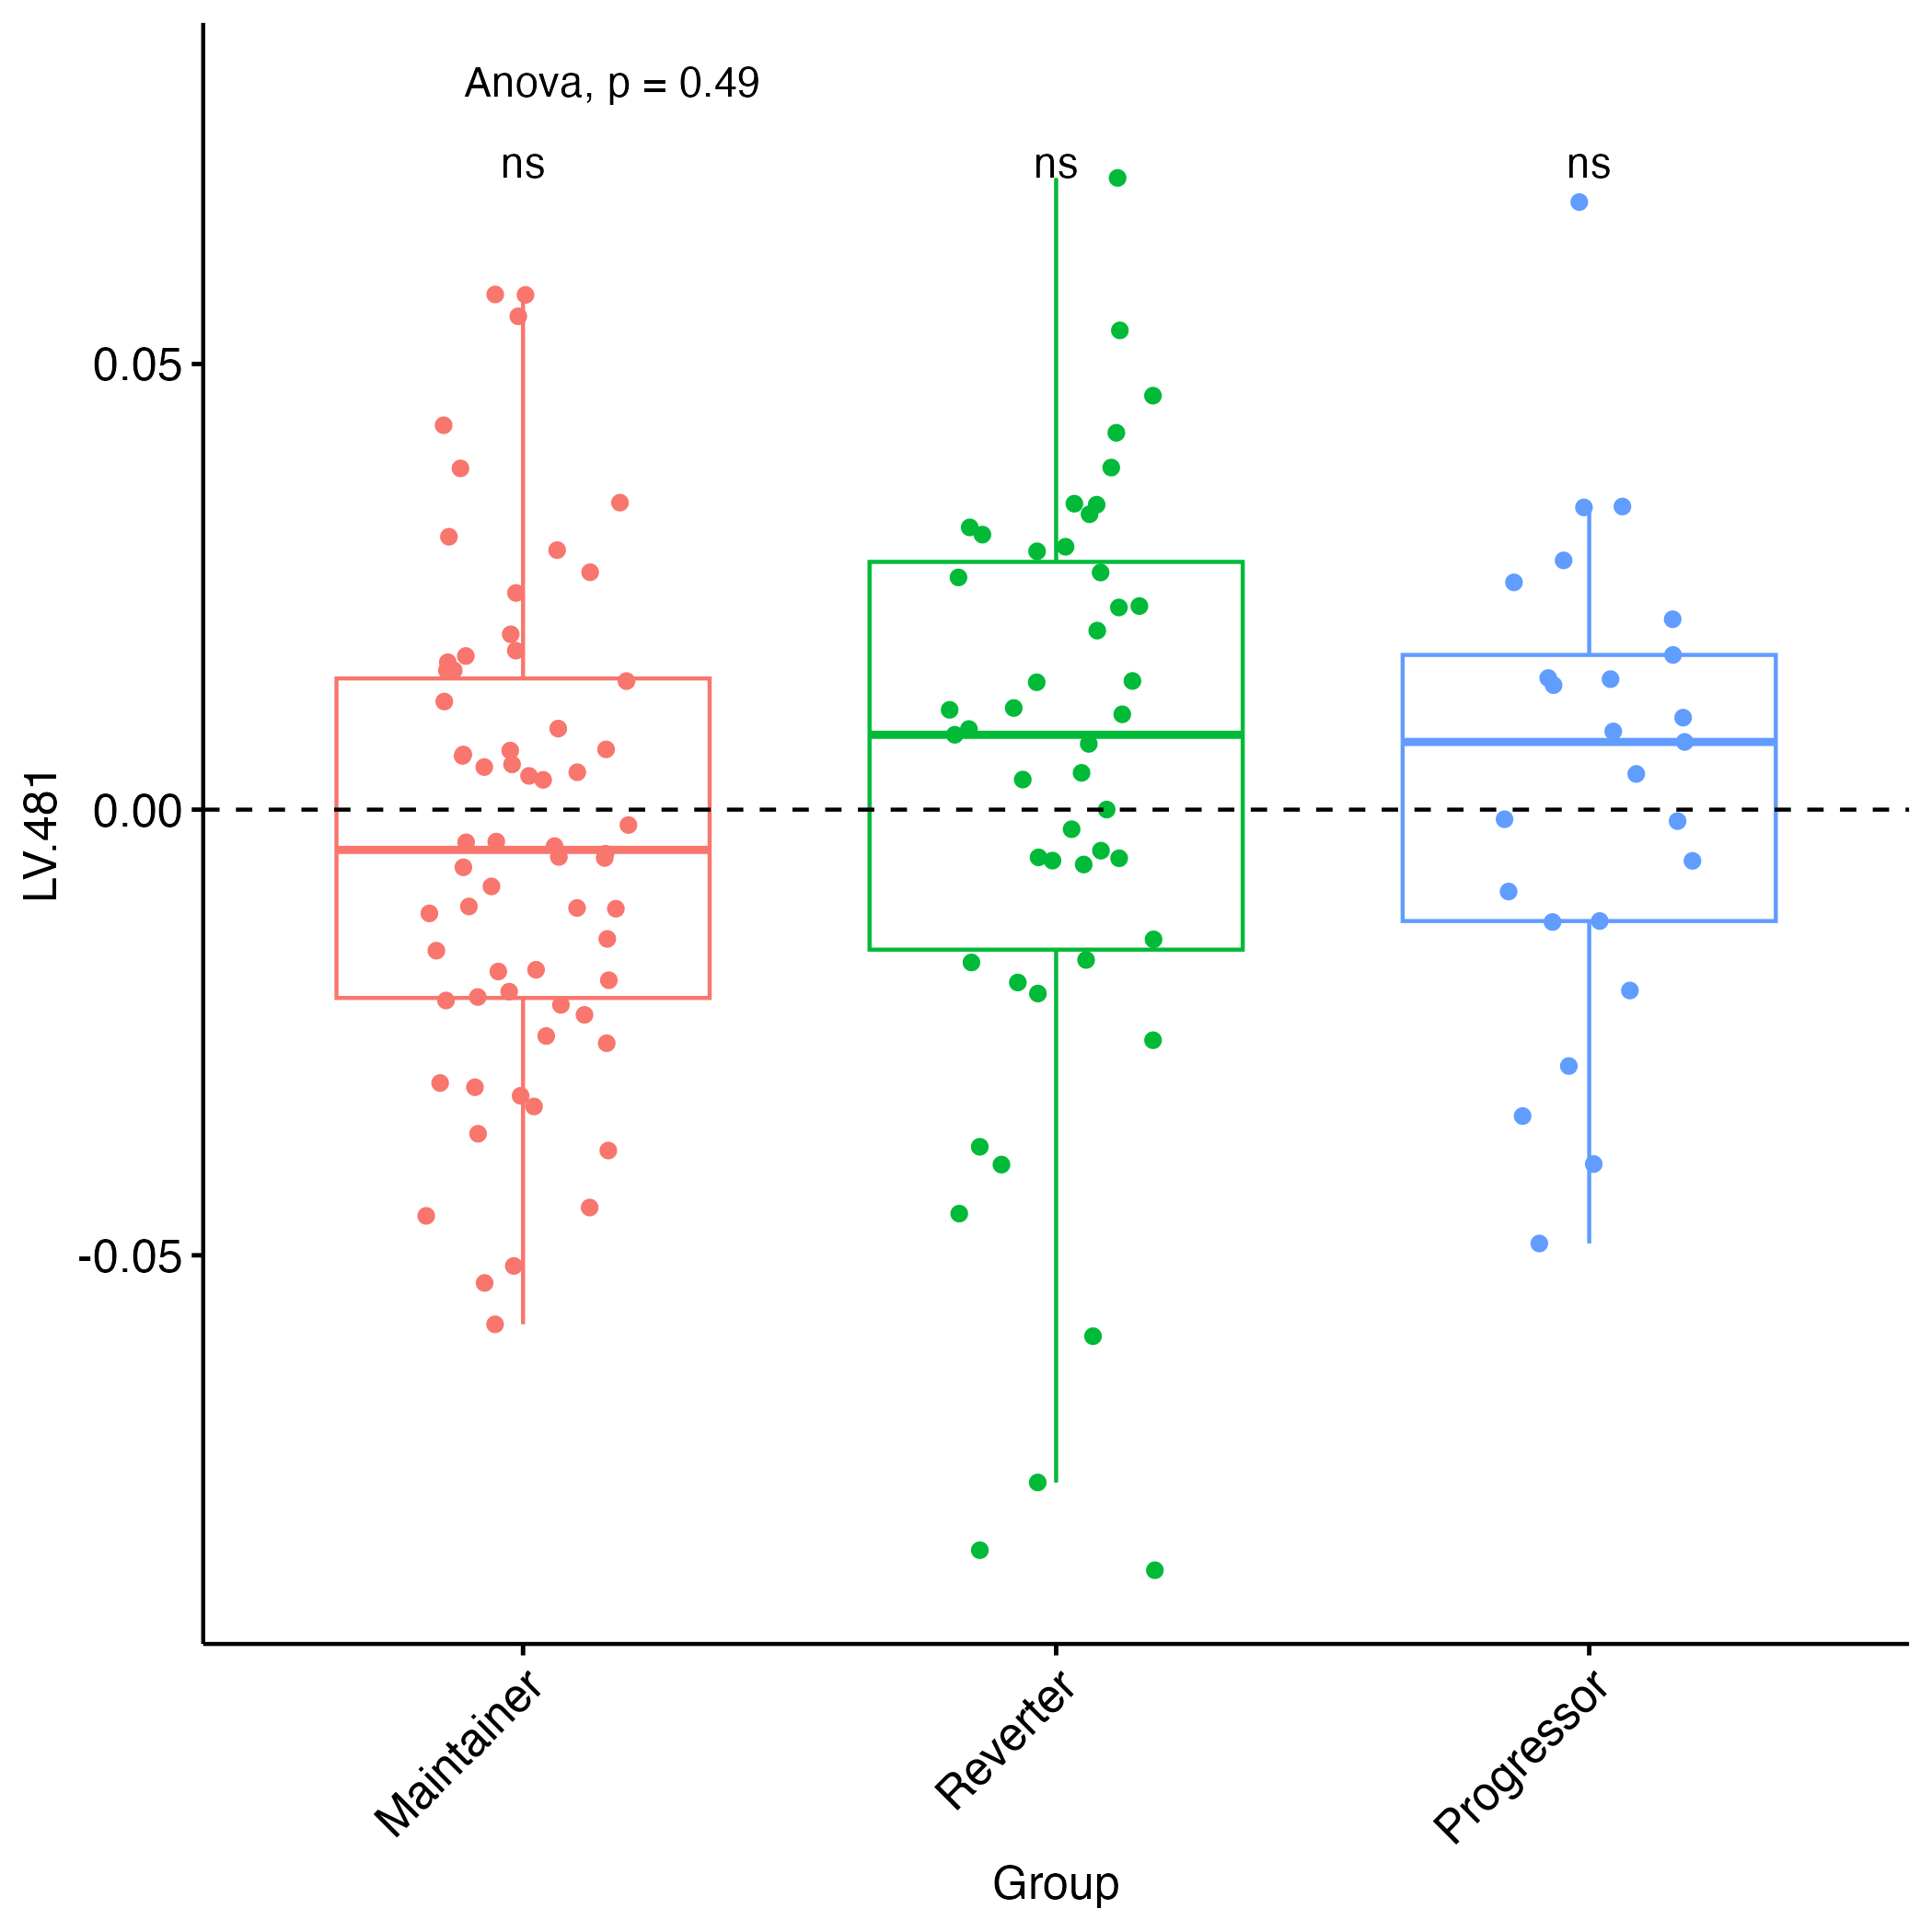 Anova, p = 0.49
ns ns ns
0.05
0.00
-0.05
LV.481
Maintainer Reverter Progressor
Group